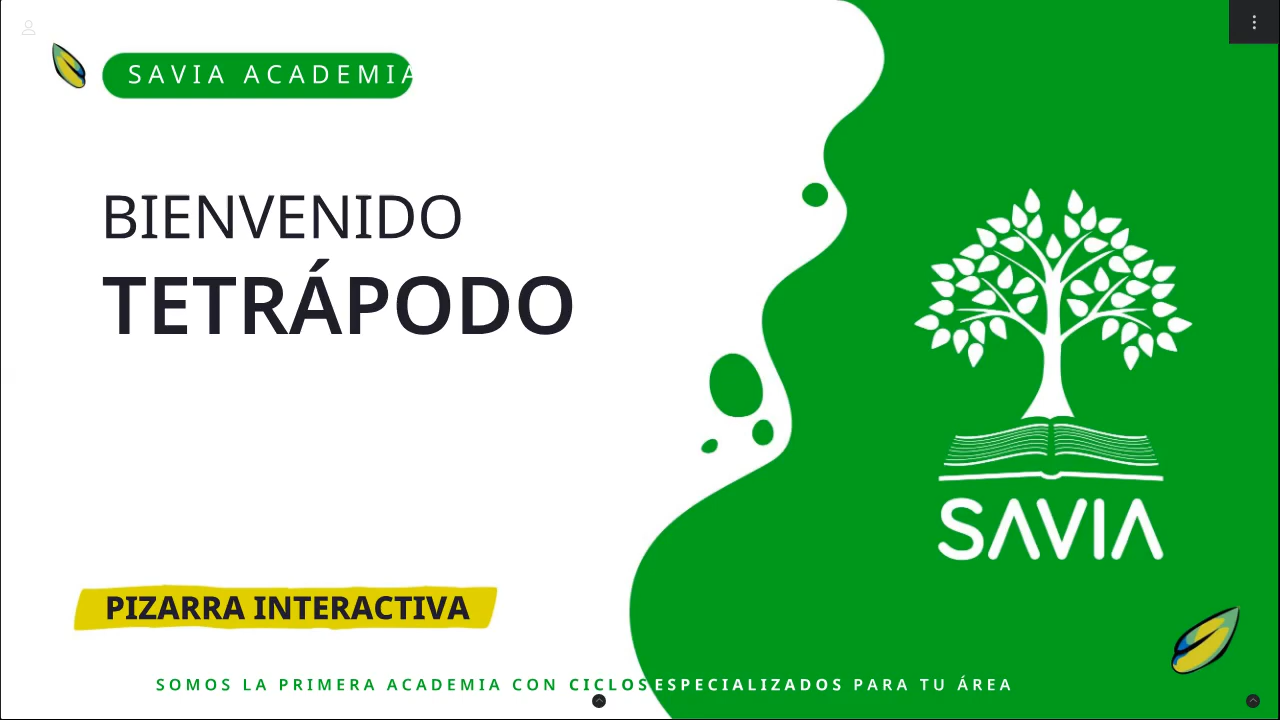 SAVIA ACADEMIA
BIENVENIDO
TETRÁPODO
SAVIA
PIZARRA INTERACTIVA
SOMOS LA PRIMERA ACADEMIA CON CICLOS ESPECIALIZADOS PARA TU ÁREA